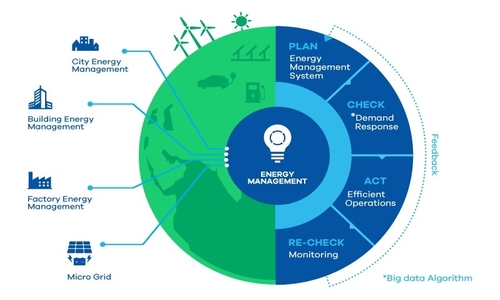 City Energy
Management
Building Energy
Management
Factory Energy
Management
Micro Grid
ENERGY
MANAGEMENT
PLAN
Energy
Management
System
CHECK
*Demand
Response
ACT
Efficient
Operations
RE-CHECK
Monitoring
Feedback
*Big data Algorithm